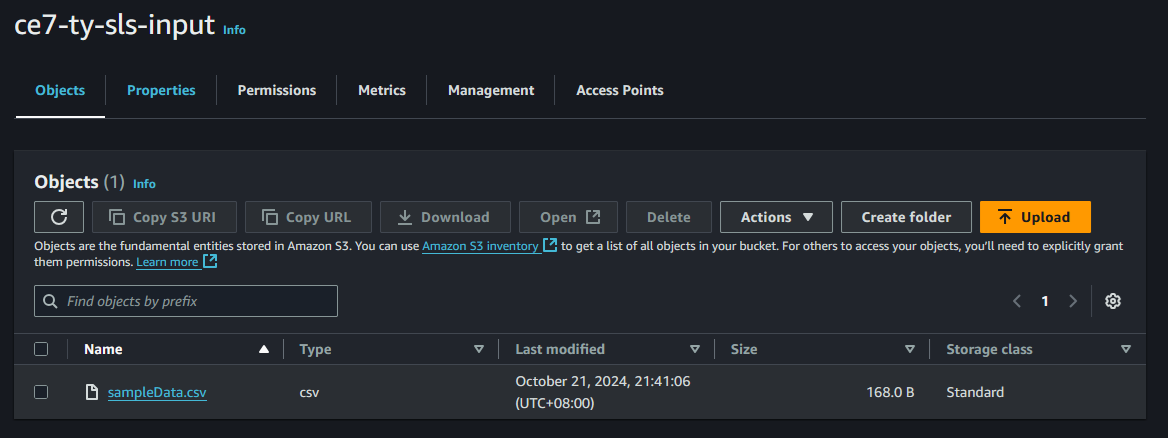 ce7-ty-sls-input Info
Objects Properties Permissions Metrics Management Access Points
Objects (1) Info
Copy S3 URI Copy URL Download Open Delete Actions Create folder Upload
Objects are the fundamental entities stored in Amazon S3. You can use Amazon S3 inventory to get a list of all objects in your bucket. For others to access your objects, you’ll need to explicitly grant
them permissions. Learn more
Find objects by prefix 1
Name Type Last modified Size Storage class
sampleData.csv csv October 21, 2024, 21:41:06 168.0 B Standard
(UTC+08:00)